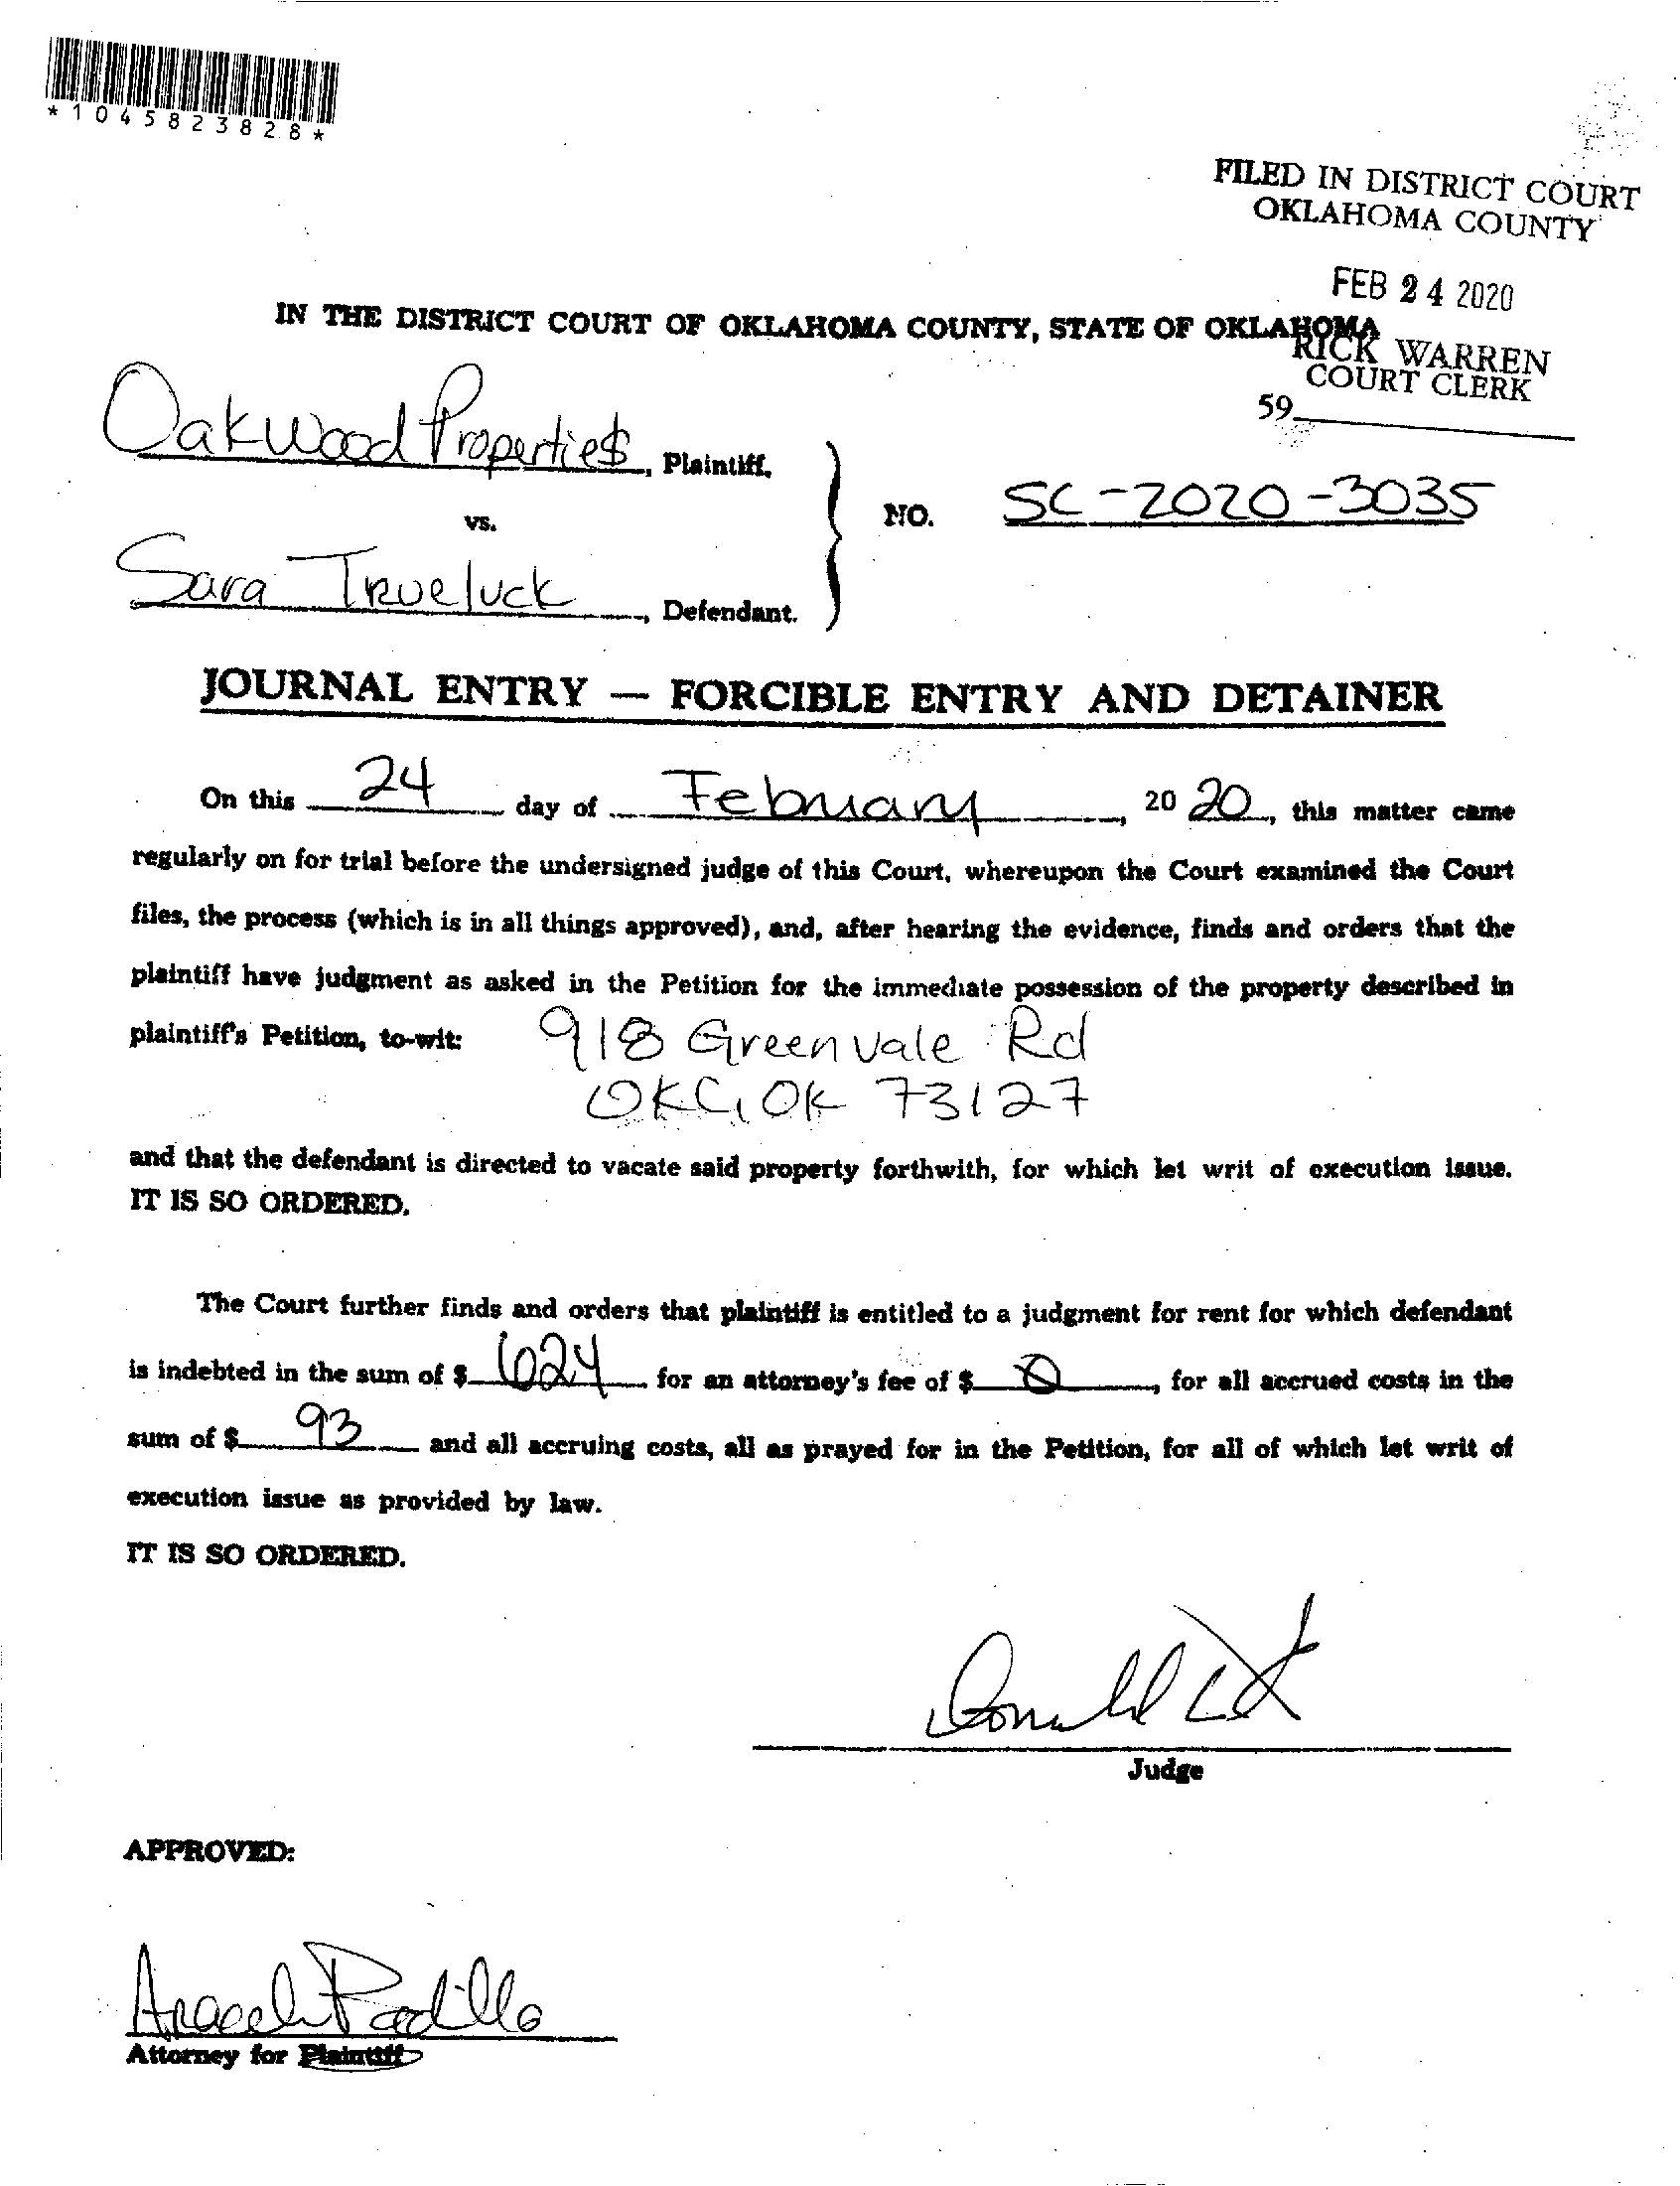 *1045823828*
FILED IN DISTRICT COURT
OKLAHOMA COUNTY
FEB 24 2020
IN THE DISTRICT COURT OF OKLAHOMA COUNTY, STATE OF OKLAHOMA
RICK WARREN
COURT CLERK
59
Oakwood Properties, Plaintiff,
vs.
NO. SC-2020-3035
Sara Trueluck, Defendant.
JOURNAL ENTRY — FORCIBLE ENTRY AND DETAINER
On this 24 day of February, 20 20, this matter came
regularly on for trial before the undersigned judge of this Court, whereupon the Court examined the Court
files, the process (which is in all things approved), and, after hearing the evidence, finds and orders that the
plaintiff have judgment as asked in the Petition for the immediate possession of the property described in
plaintiff's Petition, to-wit: 918 Greenvale Rd
OKC, OK 73127
and that the defendant is directed to vacate said property forthwith, for which let writ of execution issue.
IT IS SO ORDERED.
The Court further finds and orders that plaintiff is entitled to a judgment for rent for which defendant
is indebted in the sum of $ 624 for an attorney's fee of $ 0, for all accrued costs in the
sum of $ 93 and all accruing costs, all as prayed for in the Petition, for all of which let writ of
execution issue as provided by law.
IT IS SO ORDERED.
Judge
APPROVED:
Araceli Padilla
Attorney for Plaintiff